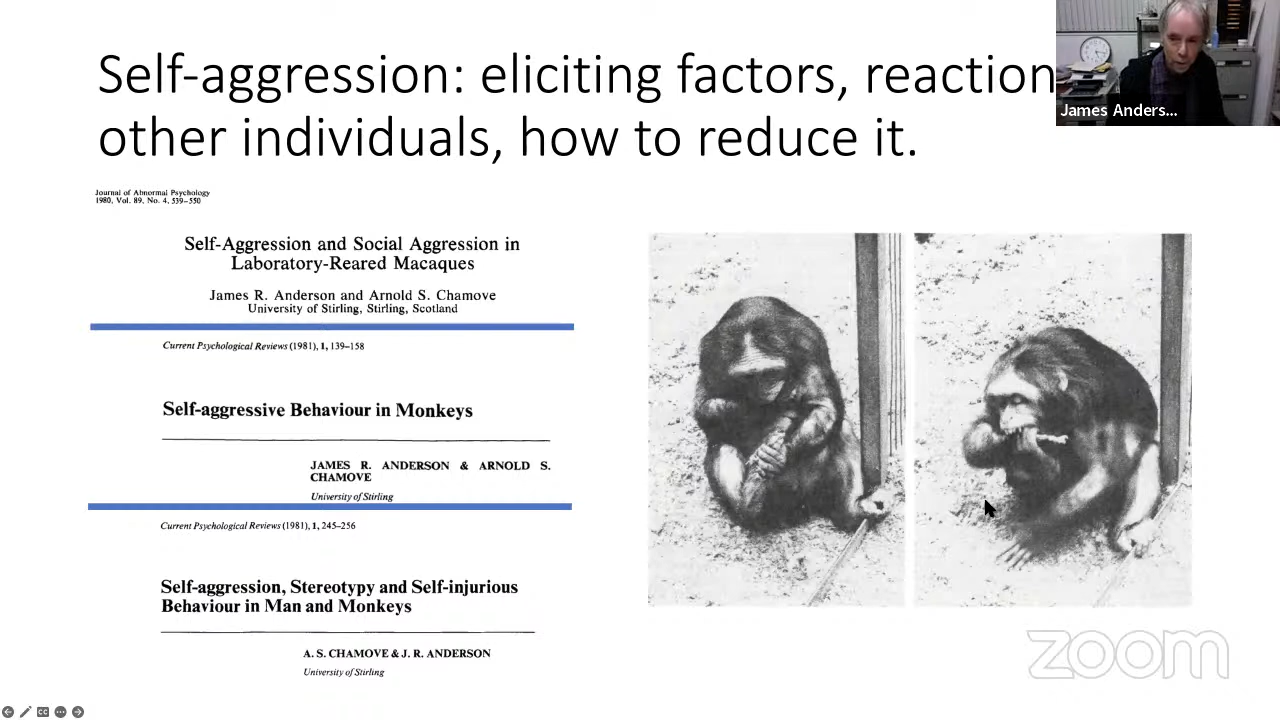 Self-aggression: eliciting factors, reaction
other individuals, how to reduce it.
James Anders...
Journal of Abnormal Psychology
1980, Vol. 89, No. 4, 539–550
Self-Aggression and Social Aggression in
Laboratory-Reared Macaques
James R. Anderson and Arnold S. Chamove
University of Stirling, Stirling, Scotland
Current Psychological Reviews (1981), 1, 139–158
Self-aggressive Behaviour in Monkeys
JAMES R. ANDERSON & ARNOLD S.
CHAMOVE
University of Stirling
Current Psychological Reviews (1981), 1, 245–256
Self-aggression, Stereotypy and Self-injurious
Behaviour in Man and Monkeys
A. S. CHAMOVE & J. R. ANDERSON
University of Stirling
zoom
CC